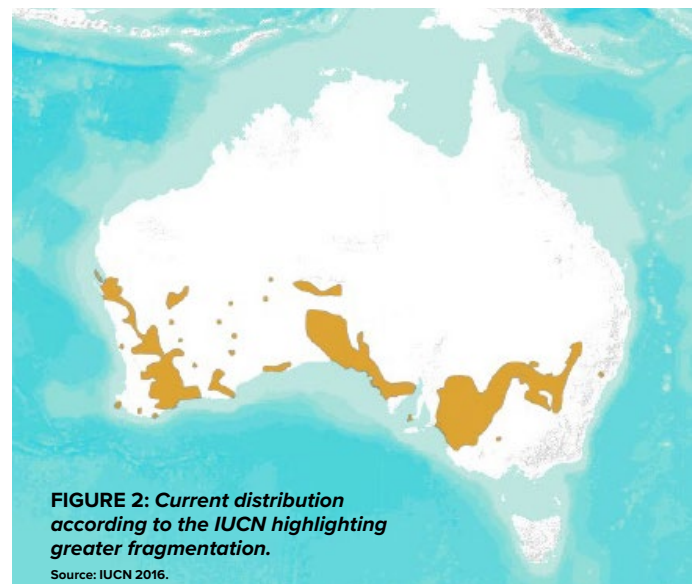 FIGURE 2: Current distribution
according to the IUCN highlighting
greater fragmentation.
Source: IUCN 2016.